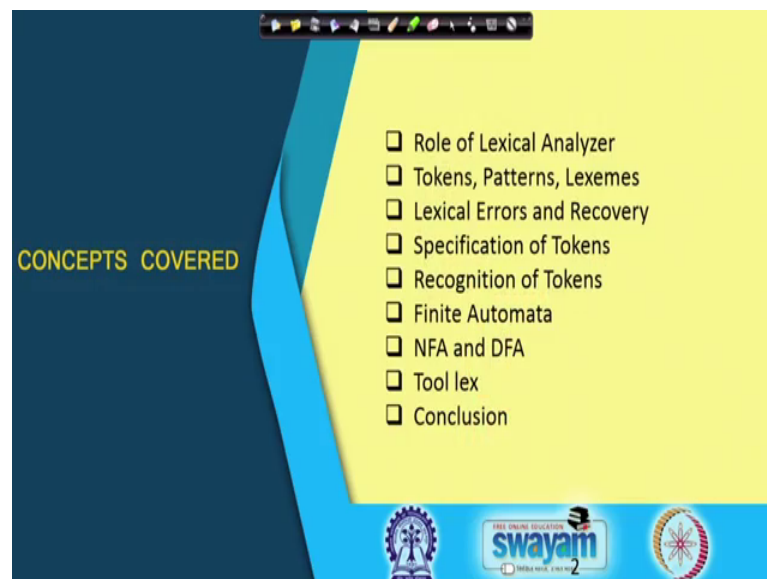 CONCEPTS COVERED
❑ Role of Lexical Analyzer
❑ Tokens, Patterns, Lexemes
❑ Lexical Errors and Recovery
❑ Specification of Tokens
❑ Recognition of Tokens
❑ Finite Automata
❑ NFA and DFA
❑ Tool lex
❑ Conclusion
FREE ONLINE EDUCATION
swayam
2